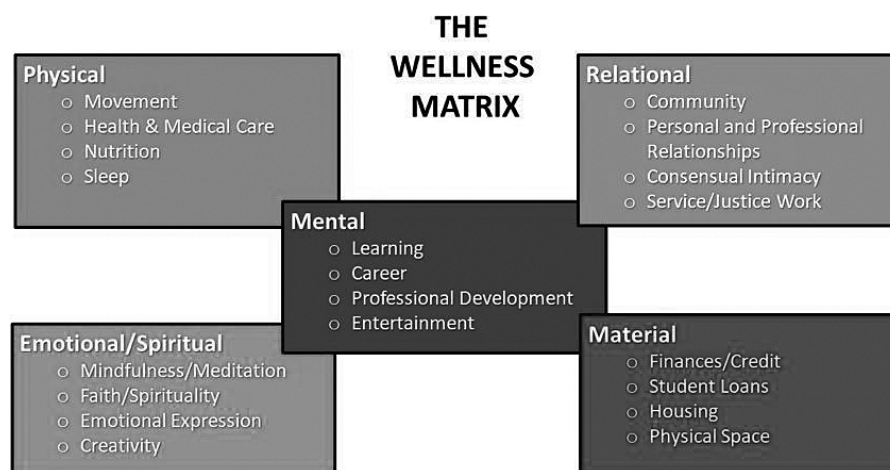 THE
WELLNESS
MATRIX
Physical
○ Movement
○ Health & Medical Care
○ Nutrition
○ Sleep
Relational
○ Community
○ Personal and Professional
Relationships
○ Consensual Intimacy
○ Service/Justice Work
Mental
○ Learning
○ Career
○ Professional Development
○ Entertainment
Emotional/Spiritual
○ Mindfulness/Meditation
○ Faith/Spirituality
○ Emotional Expression
○ Creativity
Material
○ Finances/Credit
○ Student Loans
○ Housing
○ Physical Space